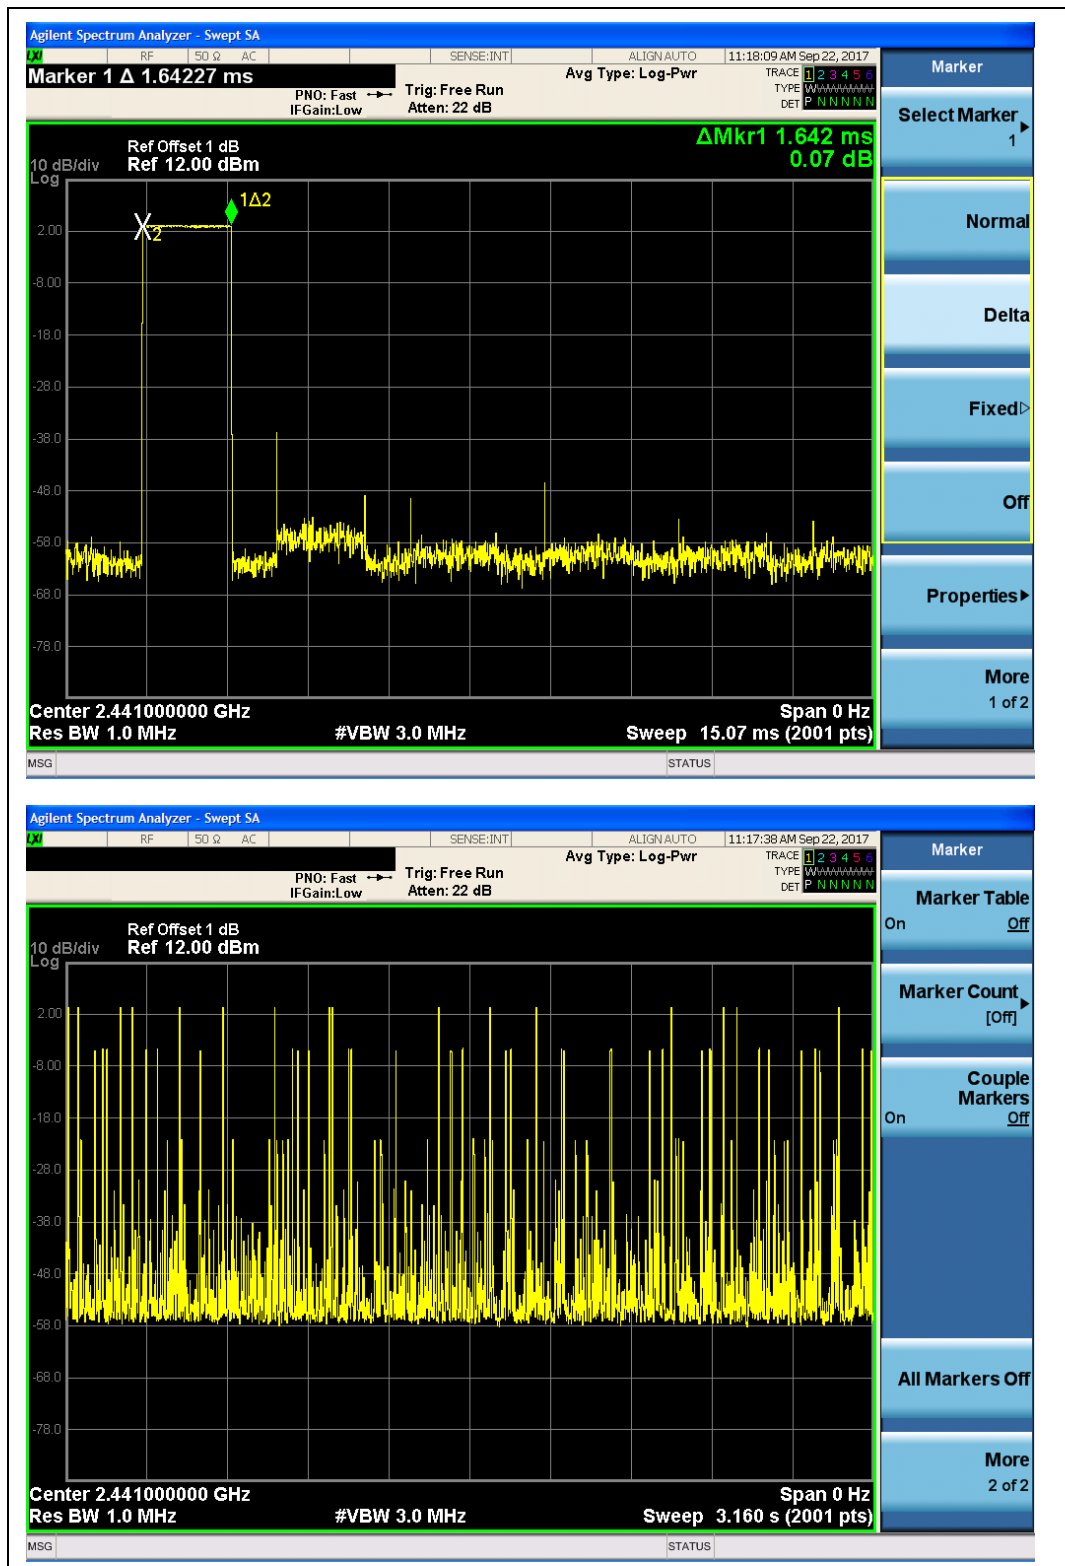 Agilent Spectrum Analyzer - Swept SA
LXI RF 50 Ω AC SENSE:INT ALIGN AUTO 11:18:09 AM Sep 22, 2017
Marker 1 Δ 1.64227 ms
PNO: Fast
IFGain:Low
Trig: Free Run
Atten: 22 dB
Avg Type: Log-Pwr
TRACE 1 2 3 4 5 6
TYPE W
DET P N N N N N
Ref Offset 1 dB
Ref 12.00 dBm
10 dB/div
Log
ΔMkr1 1.642 ms
0.07 dB
1Δ2
2
2.00
-8.00
-18.0
-28.0
-38.0
-48.0
-58.0
-68.0
-78.0
Center 2.441000000 GHz
Span 0 Hz
Res BW 1.0 MHz
#VBW 3.0 MHz
Sweep 15.07 ms (2001 pts)
MSG
STATUS
Marker
Select Marker
1
Normal
Delta
Fixed
Off
Properties
More
1 of 2
Agilent Spectrum Analyzer - Swept SA
LXI RF 50 Ω AC SENSE:INT ALIGN AUTO 11:17:38 AM Sep 22, 2017
PNO: Fast
IFGain:Low
Trig: Free Run
Atten: 22 dB
Avg Type: Log-Pwr
TRACE 1 2 3 4 5 6
TYPE W
DET P N N N N N
Ref Offset 1 dB
Ref 12.00 dBm
10 dB/div
Log
2.00
-8.00
-18.0
-28.0
-38.0
-48.0
-58.0
-68.0
-78.0
Center 2.441000000 GHz
Span 0 Hz
Res BW 1.0 MHz
#VBW 3.0 MHz
Sweep 3.160 s (2001 pts)
MSG
STATUS
Marker
Marker Table
On Off
Marker Count
[Off]
Couple
Markers
On Off
All Markers Off
More
2 of 2